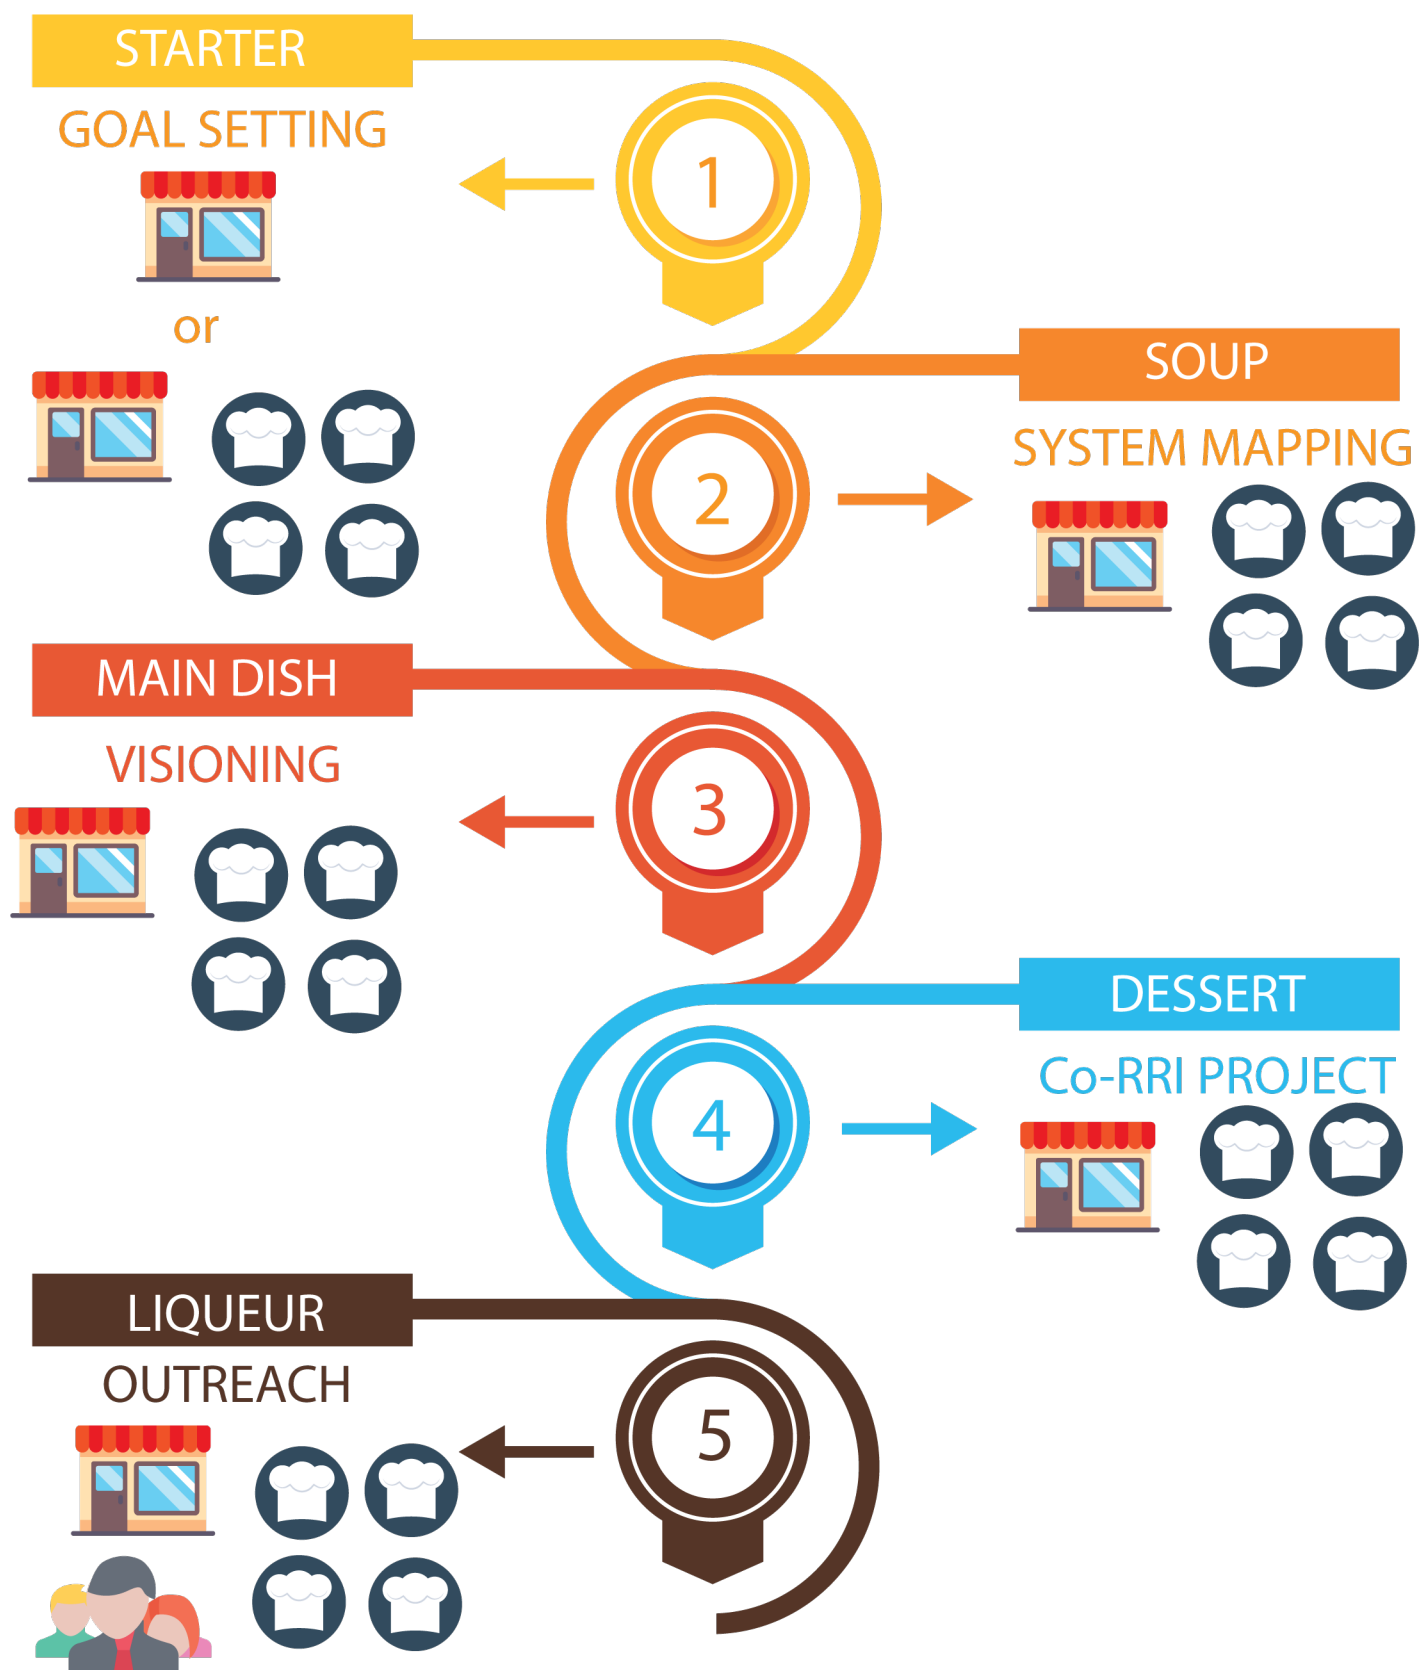 STARTER
GOAL SETTING
1
or
SOUP
SYSTEM MAPPING
2
MAIN DISH
VISIONING
3
DESSERT
Co-RRI PROJECT
4
LIQUEUR
OUTREACH
5